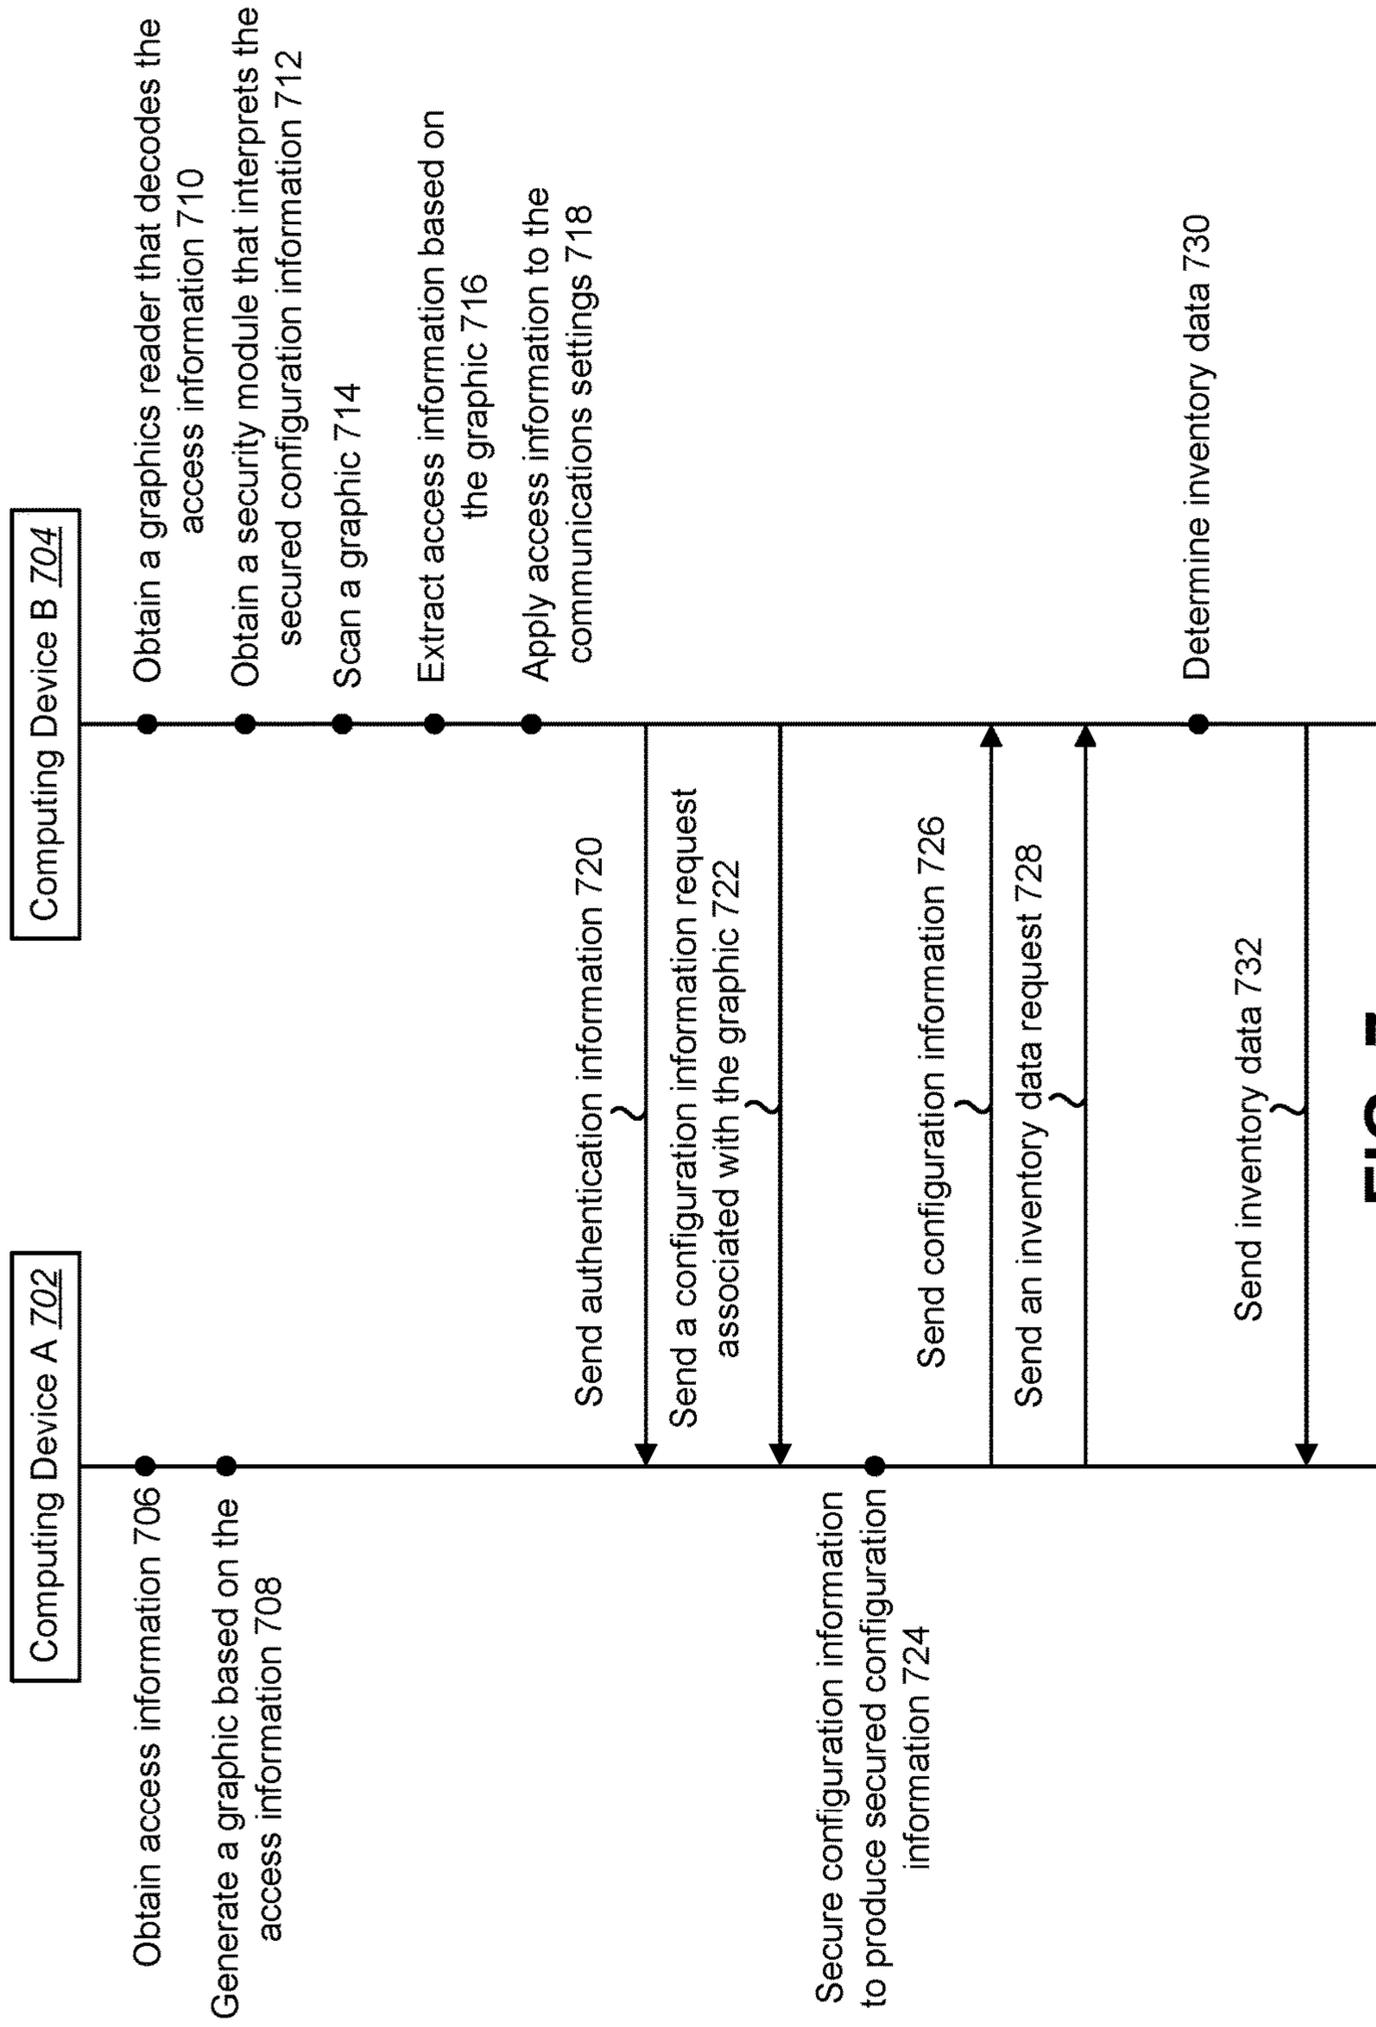 Computing Device A 702
Computing Device B 704
Obtain access information 706
Generate a graphic based on the
access information 708
Obtain a graphics reader that decodes the
access information 710
Obtain a security module that interprets the
secured configuration information 712
Scan a graphic 714
Extract access information based on
the graphic 716
Apply access information to the
communications settings 718
Send authentication information 720
Send a configuration information request
associated with the graphic 722
Secure configuration information
to produce secured configuration
information 724
Send configuration information 726
Send an inventory data request 728
Determine inventory data 730
Send inventory data 732